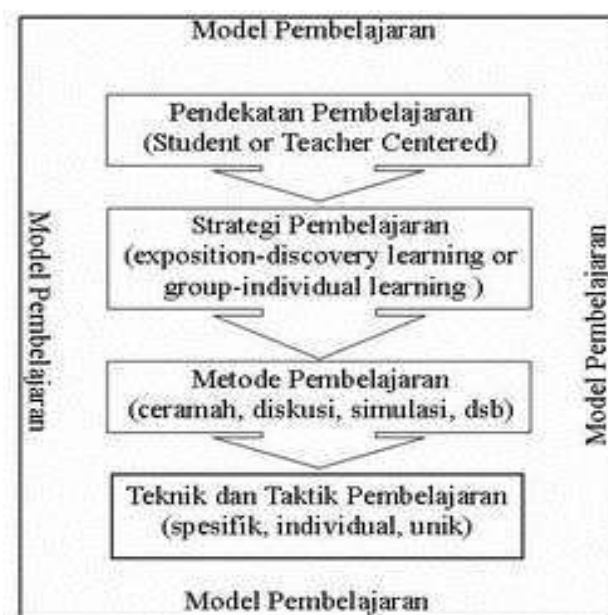 Model Pembelajaran
Pendekatan Pembelajaran
(Student or Teacher Centered)
Strategi Pembelajaran
(exposition-discovery learning or
group-individual learning )
Metode Pembelajaran
(ceramah, diskusi, simulasi, dsb)
Teknik dan Taktik Pembelajaran
(spesifik, individual, unik)
Model Pembelajaran
Model Pembelajaran
Model Pembelajaran